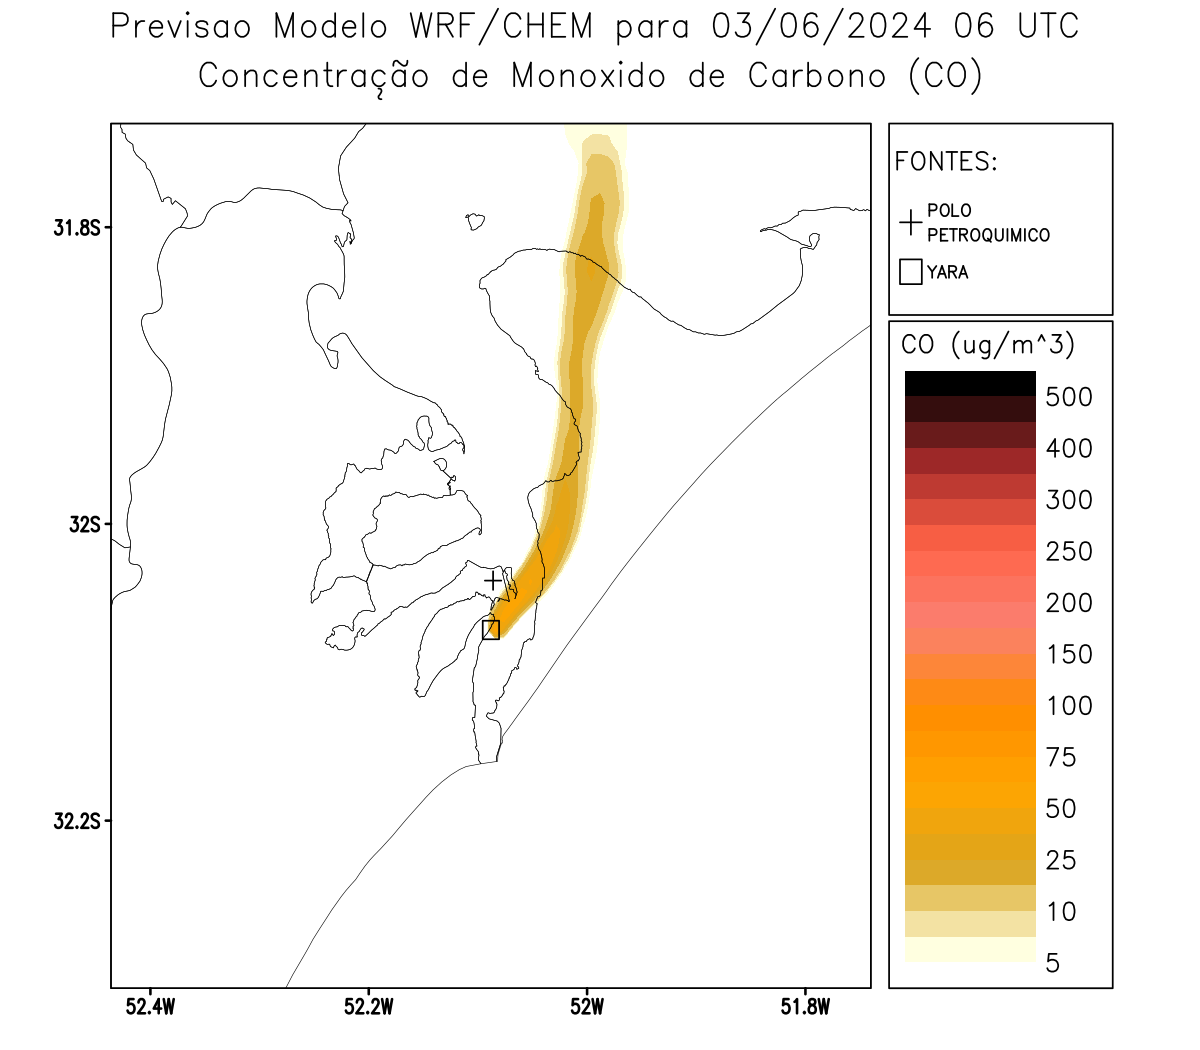 Previsao Modelo WRF/CHEM para 03/06/2024 06 UTC
Concentração de Monoxido de Carbono (CO)
FONTES:
POLO
PETROQUIMICO
YARA
CO (ug/m^3)
500
400
300
250
200
150
100
75
50
25
10
5
31.8S
32S
32.2S
52.4W
52.2W
52W
51.8W